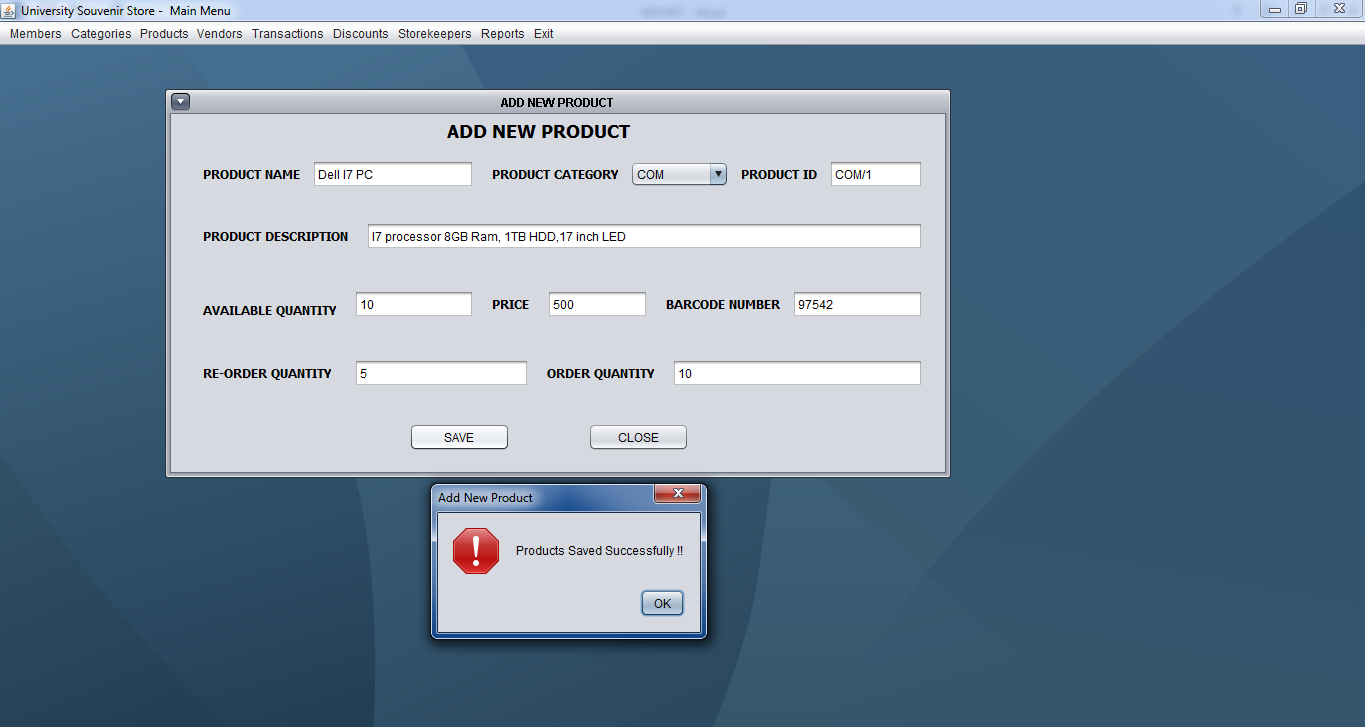 University Souvenir Store -  Main Menu
Members Categories Products Vendors Transactions Discounts Storekeepers Reports Exit
ADD NEW PRODUCT
ADD NEW PRODUCT
PRODUCT NAME Dell I7 PC PRODUCT CATEGORY COM PRODUCT ID COM/1
PRODUCT DESCRIPTION I7 processor 8GB Ram, 1TB HDD,17 inch LED
AVAILABLE QUANTITY 10 PRICE 500 BARCODE NUMBER 97542
RE-ORDER QUANTITY 5 ORDER QUANTITY 10
SAVE CLOSE
Add New Product
Products Saved Successfully !!
OK